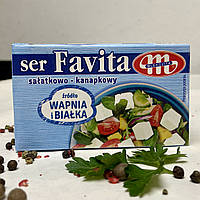 ser Favita
sałatkowo - kanapkowy
źródło
WAPNIA
i BIAŁKA